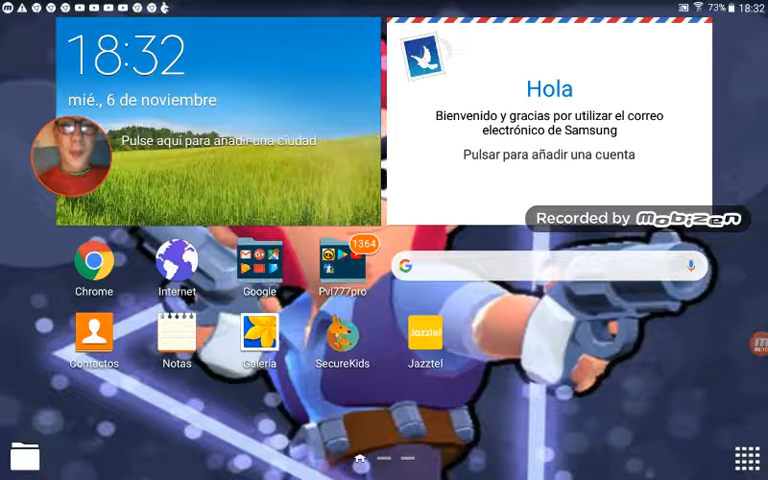 73% 18:32
18:32
mié., 6 de noviembre
Pulse aquí para añadir una ciudad
Hola
Bienvenido y gracias por utilizar el correo
electrónico de Samsung
Pulsar para añadir una cuenta
Recorded by mobizen
1364
Chrome
Internet
Google
Pvl777pro
Jazztel
Contactos
Notas
Galería
SecureKids
Jazztel